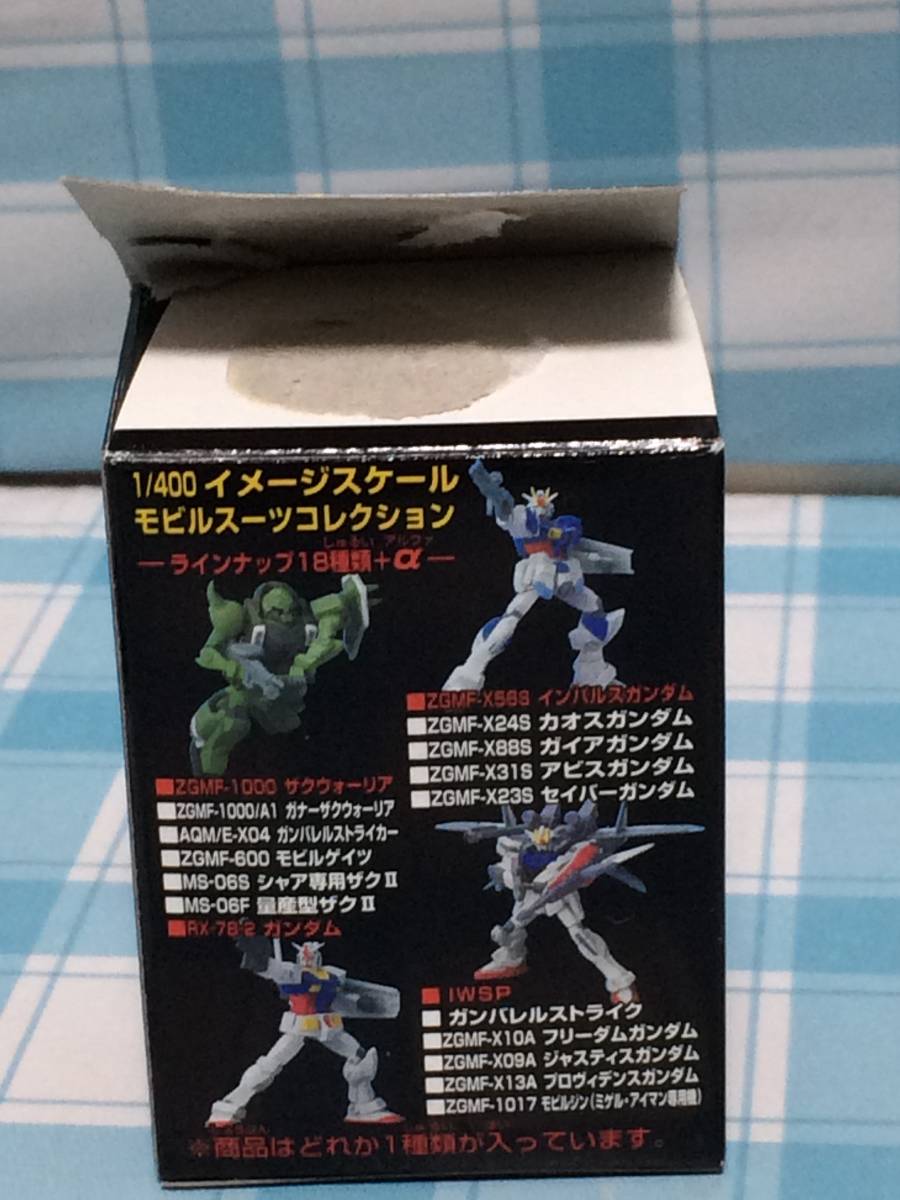 1/400 イメージスケール
モビルスーツコレクション
しゅるい アルファ
ーラインナップ18種類+αー
■ZGMF-X56S インパルスガンダム
□ZGMF-X24S カオスガンダム
□ZGMF-X88S ガイアガンダム
□ZGMF-X31S アビスガンダム
□ZGMF-X23S セイバーガンダム
■ZGMF-1000 ザクウォーリア
□ZGMF-1000/A1 ガナーザクウォーリア
□AQM/E-X04 ガンバレルストライカー
□ZGMF-600 モビルゲイツ
□MS-06S シャア専用ザクⅡ
□MS-06F 量産型ザクⅡ
■RX-78-2 ガンダム
■IWSP
□ガンバレルストライク
□ZGMF-X10A フリーダムガンダム
□ZGMF-X09A ジャスティスガンダム
□ZGMF-X13A プロヴィデンスガンダム
□ZGMF-1017 モビルジン(ミゲル・アイマン専用機)
※商品はどれか1種類が入っています。